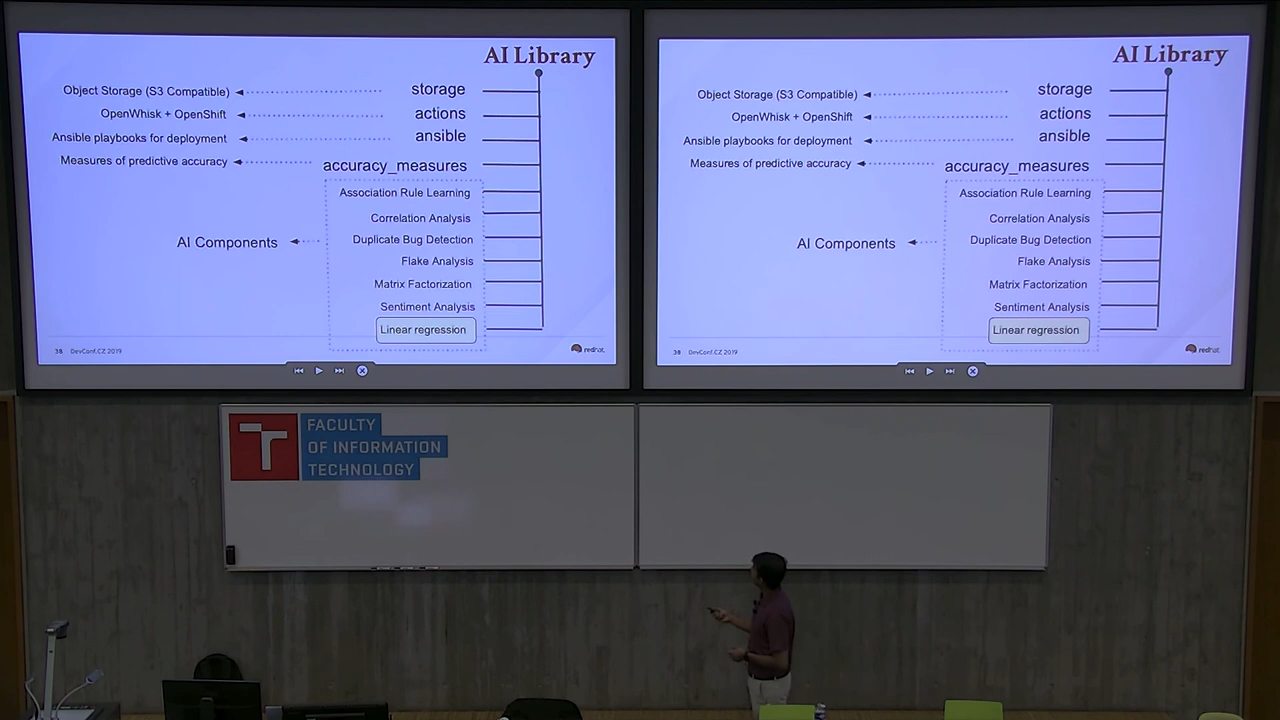 AI Library
Object Storage (S3 Compatible) storage
OpenWhisk + OpenShift actions
Ansible playbooks for deployment ansible
Measures of predictive accuracy accuracy_measures
Association Rule Learning
Correlation Analysis
Duplicate Bug Detection
AI Components
Flake Analysis
Matrix Factorization
Sentiment Analysis
Linear regression
38 DevConf.CZ 2019
redhat.
AI Library
Object Storage (S3 Compatible) storage
OpenWhisk + OpenShift actions
Ansible playbooks for deployment ansible
Measures of predictive accuracy accuracy_measures
Association Rule Learning
Correlation Analysis
Duplicate Bug Detection
AI Components
Flake Analysis
Matrix Factorization
Sentiment Analysis
Linear regression
38 DevConf.CZ 2019
redhat.
T FACULTY
OF INFORMATION
TECHNOLOGY